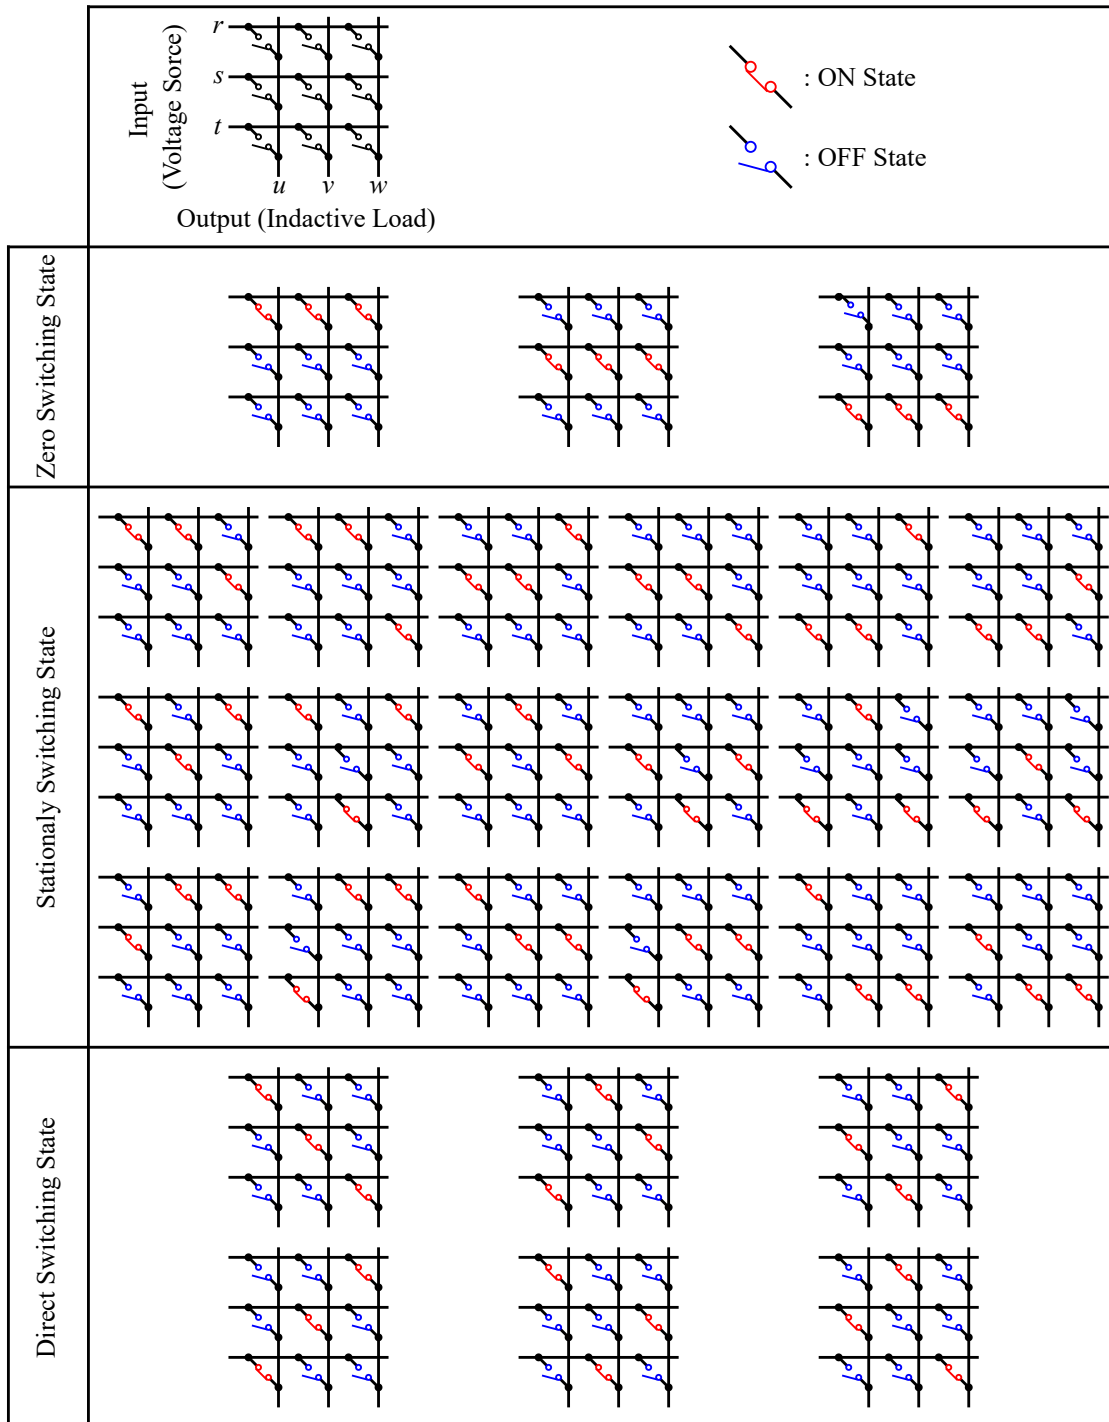 r
s
t
Input
(Voltage Sorce)
u v w
Output (Indactive Load)
: ON State
: OFF State
Zero Switching State
Stationaly Switching State
Direct Switching State